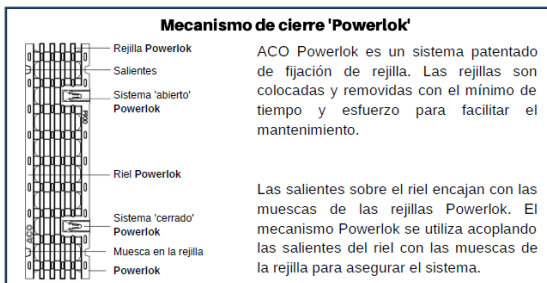 Mecanismo de cierre 'Powerlok'
Rejilla Powerlok
Salientes
Sistema 'abierto'
Powerlok
Riel Powerlok
Sistema 'cerrado'
Powerlok
Muesca en la rejilla
Powerlok
ACO
ACO Powerlok es un sistema patentado
de fijación de rejilla. Las rejillas son
colocadas y removidas con el mínimo de
tiempo y esfuerzo para facilitar el
mantenimiento.
Las salientes sobre el riel encajan con las
muescas de las rejillas Powerlok. El
mecanismo Powerlok se utiliza acoplando
las salientes del riel con las muescas de
la rejilla para asegurar el sistema.